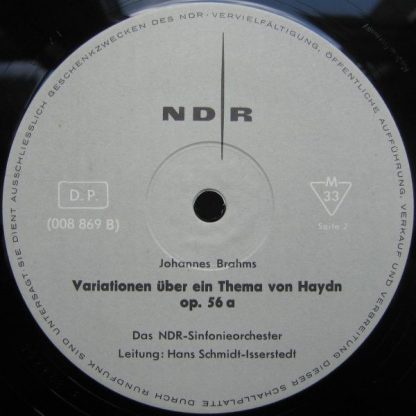 SIE DIENT AUSSCHLIESSLICH GESCHENKZWECKEN DES NDR · VERVIELFÄLTIGUNG, ÖFFENTLICHE AUFFÜHRUNG, VERKAUF UND VERBREITUNG DIESER SCHALLPLATTE DURCH RUNDFUNK SIND UNTERSAGT
NDR
D.P.
(008 869 B)
M
33
Seite 2
Johannes Brahms
Variationen über ein Thema von Haydn
op. 56 a
Das NDR-Sinfonieorchester
Leitung: Hans Schmidt-Isserstedt